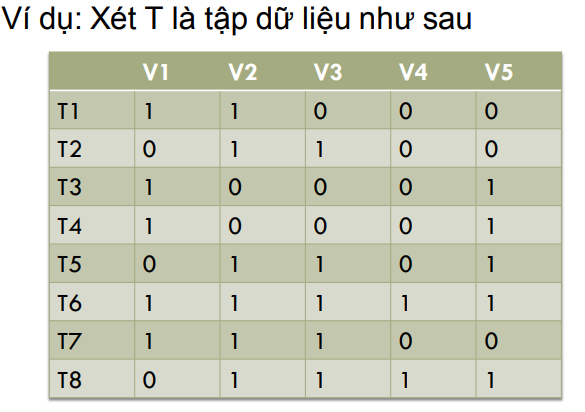 Ví dụ: Xét T là tập dữ liệu như sau
V1 V2 V3 V4 V5
T1 1 1 0 0 0
T2 0 1 1 0 0
T3 1 0 0 0 1
T4 1 0 0 0 1
T5 0 1 1 0 1
T6 1 1 1 1 1
T7 1 1 1 0 0
T8 0 1 1 1 1